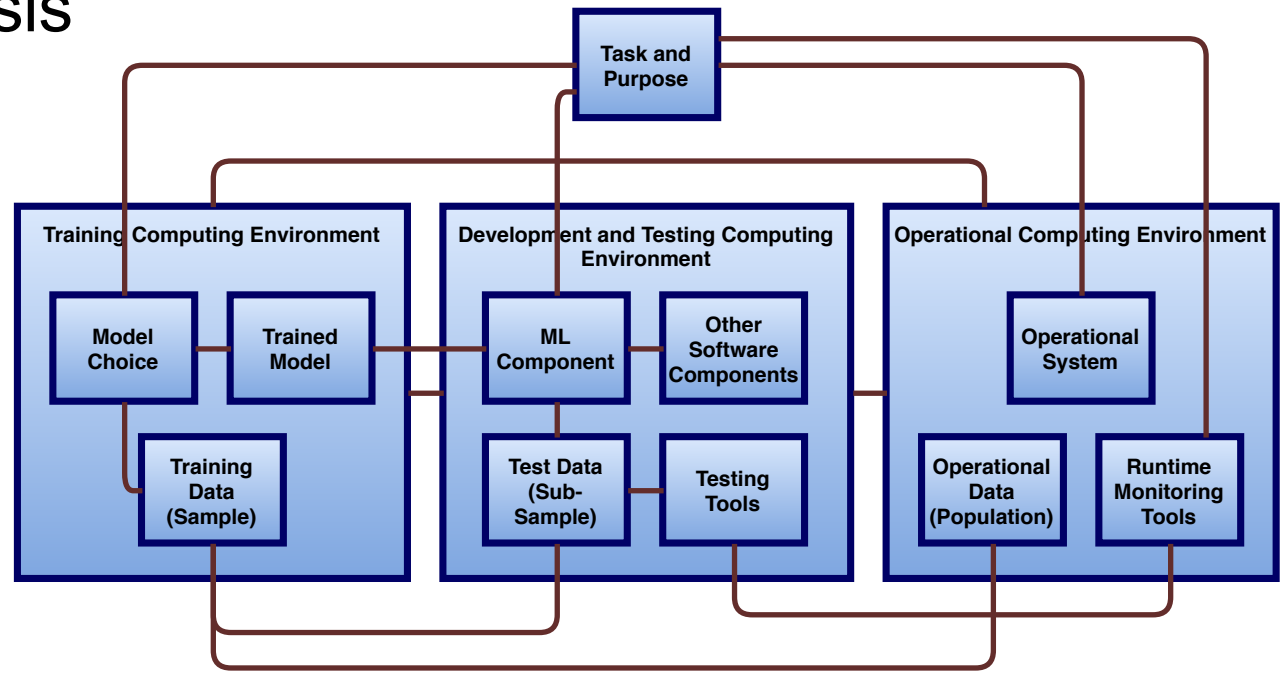 sis
Task and
Purpose
Training Computing Environment
Development and Testing Computing
Environment
Operational Computing Environment
Model
Choice
Trained
Model
ML
Component
Other
Software
Components
Operational
System
Training
Data
(Sample)
Test Data
(Sub-
Sample)
Testing
Tools
Operational
Data
(Population)
Runtime
Monitoring
Tools